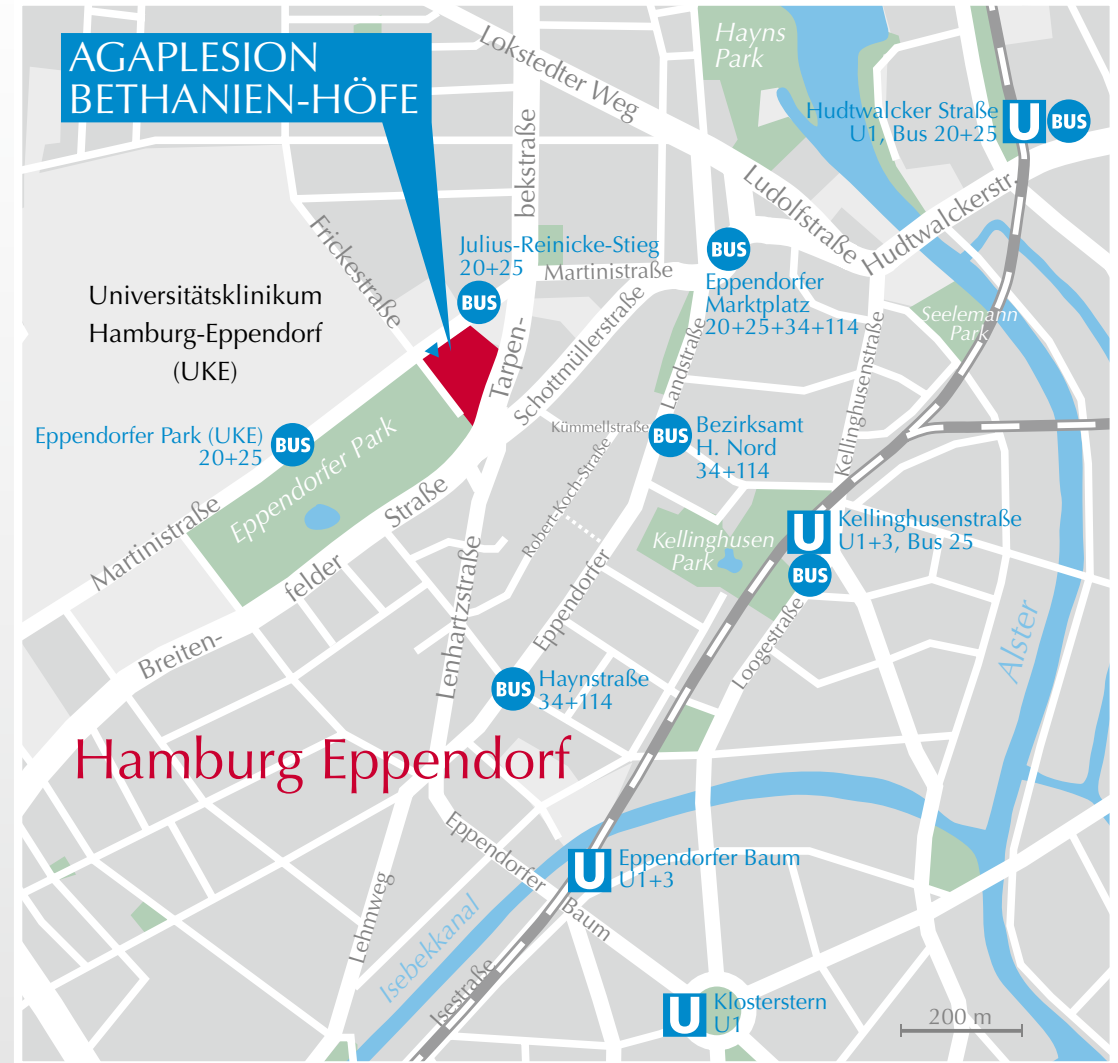 AGAPLESION
BETHANIEN-HÖFE
Lokstedter Weg
Hayns
Park
Hudtwalcker Straße
U1, Bus 20+25
U
BUS
bekstraße
Ludolfstraße
Hudtwalckerstr.
Frickestraße
Julius-Reinicke-Stieg
20+25
BUS
Martinistraße
BUS
Eppendorfer
Marktplatz
20+25+34+114
Universitätsklinikum
Hamburg-Eppendorf
(UKE)
Seelemann
Park
Tarpen-
Schottmüllerstraße
Landstraße
Kellinghusenstraße
Eppendorfer Park (UKE)
20+25
BUS
Eppendorfer Park
Kümmellstraße
BUS
Bezirksamt
H. Nord
34+114
Robert-Koch-Straße
Martinistraße
Straße
felder
Breiten-
Kellinghusen
Park
U
Kellinghusenstraße
U1+3, Bus 25
BUS
Lenhartzstraße
Eppendorfer
Loogestraße
Alster
BUS
Haynstraße
34+114
Hamburg Eppendorf
Eppendorfer
Baum
U
Eppendorfer Baum
U1+3
Lehmweg
Isebekkanal
Isestraße
U
Klosterstern
U1
200 m